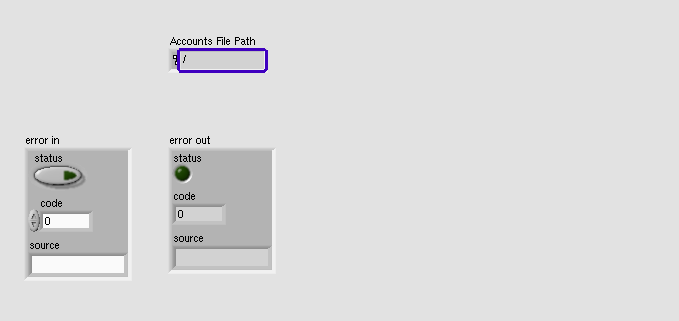 Accounts File Path
/
error in
status
code
0
source
error out
status
code
0
source